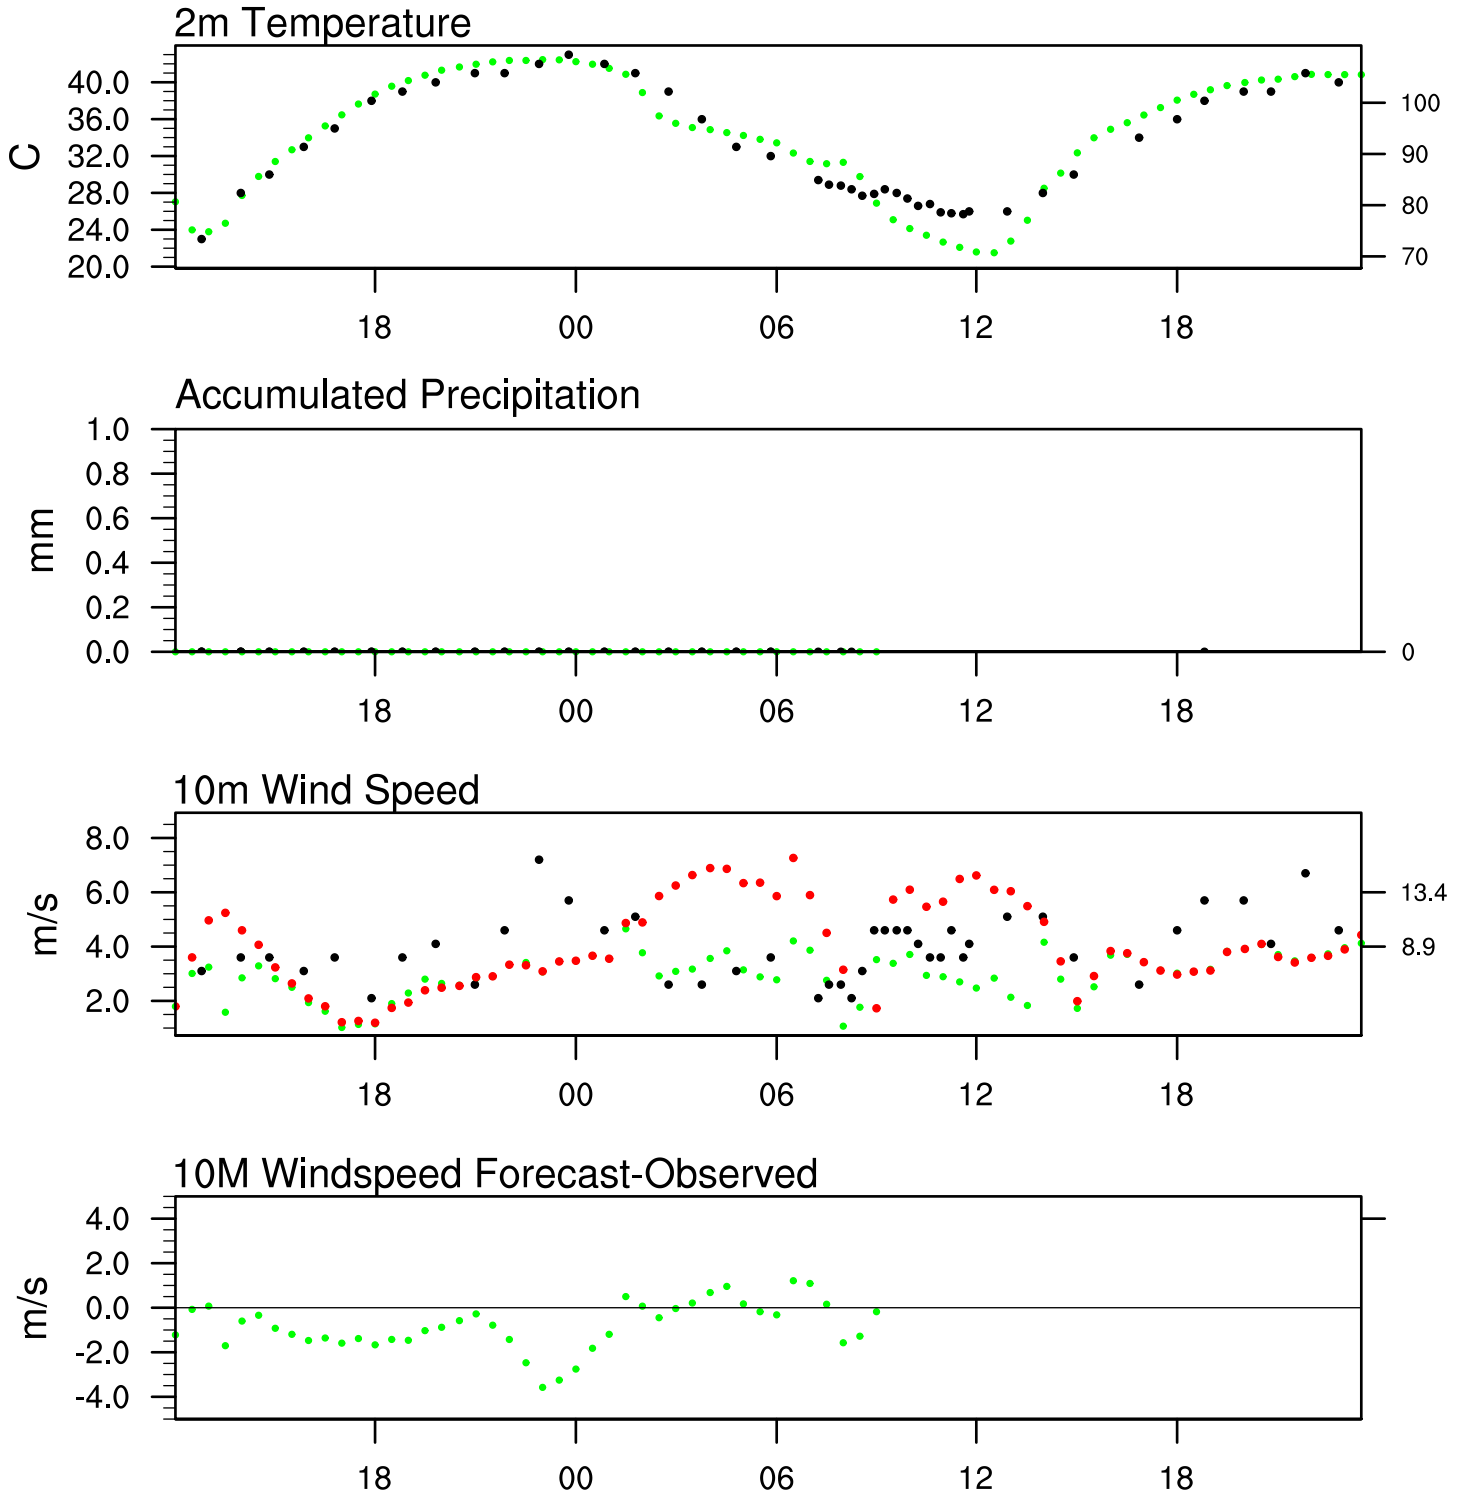 2m Temperature
C
40.0
36.0
32.0
28.0
24.0
20.0
100
90
80
70
18 00 06 12 18
Accumulated Precipitation
mm
1.0
0.8
0.6
0.4
0.2
0.0
0
18 00 06 12 18
10m Wind Speed
m/s
8.0
6.0
4.0
2.0
13.4
8.9
18 00 06 12 18
10M Windspeed Forecast-Observed
m/s
4.0
2.0
0.0
-2.0
-4.0
18 00 06 12 18